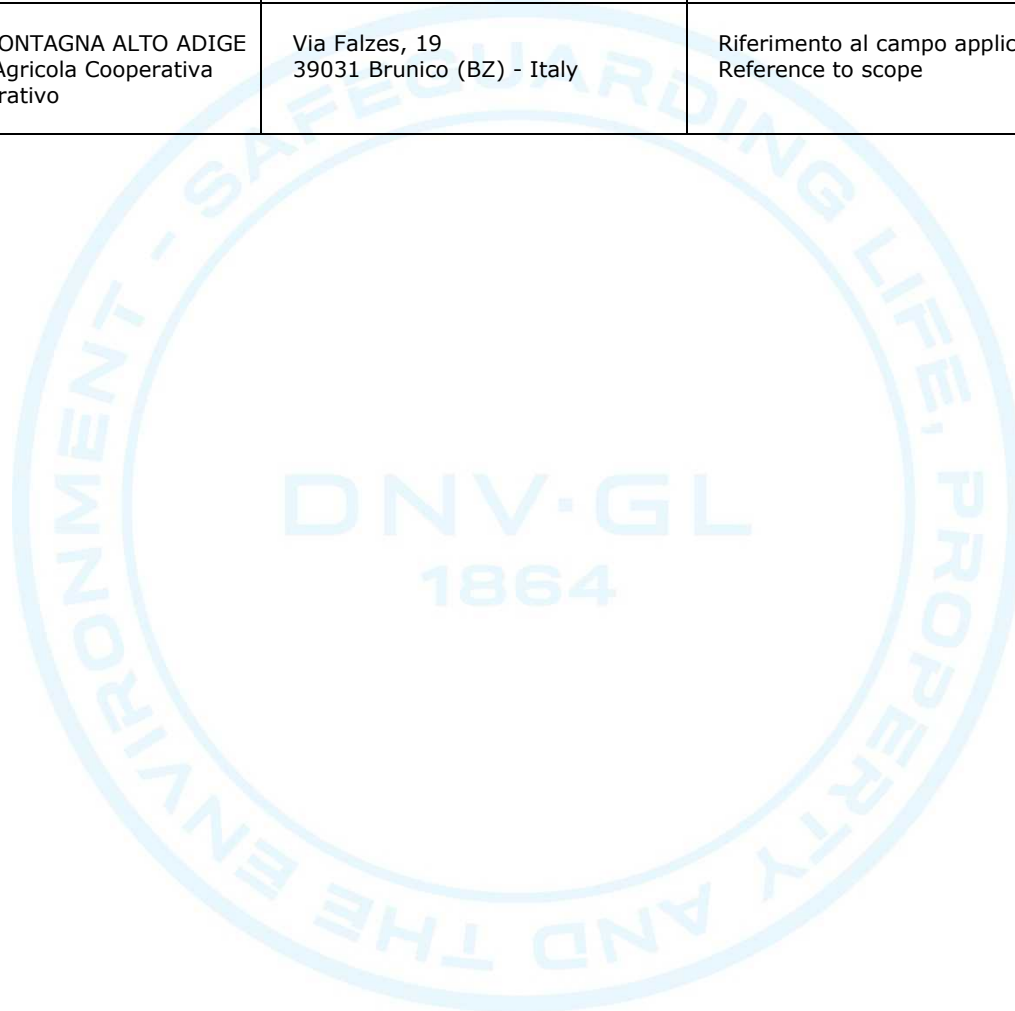 ONTAGNA ALTO ADIGE
Agricola Cooperativa
rativo
Via Falzes, 19
39031 Brunico (BZ) - Italy
Riferimento al campo applic
Reference to scope
SAFEGUARDING LIFE, PROPERTY AND THE ENVIRONMENT -
DNV·GL
1864